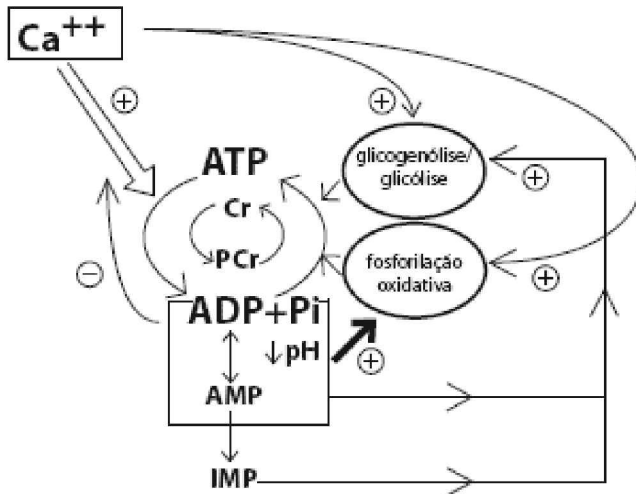 Ca++
+
+
ATP
glicogenólise/
glicólise
+
Cr
PCr
fosforilação
oxidativa
+
−
ADP+Pi
↓pH
+
AMP
IMP